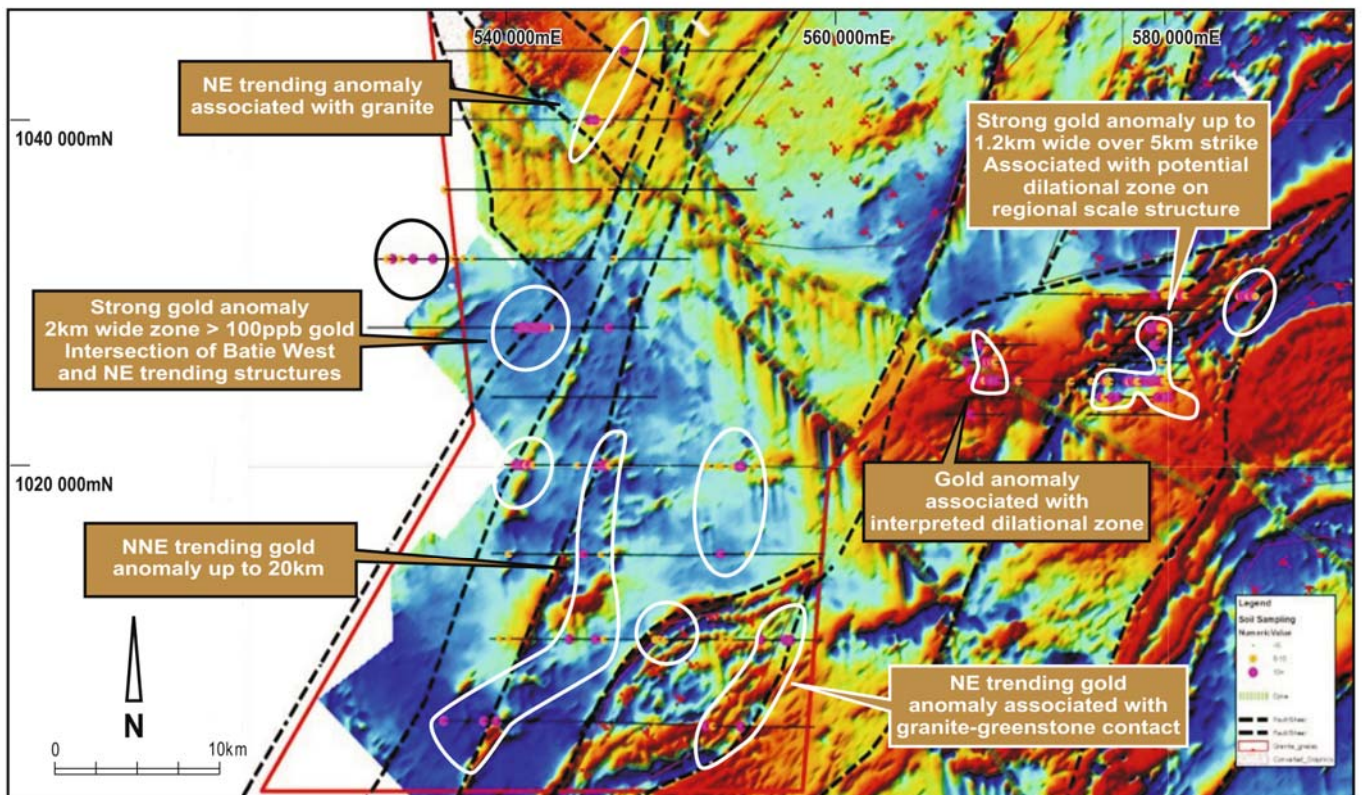 540 000mE
560 000mE
580 000mE
1040 000mN
1020 000mN
NE trending anomaly
associated with granite
Strong gold anomaly up to
1.2km wide over 5km strike
Associated with potential
dilational zone on
regional scale structure
Strong gold anomaly
2km wide zone > 100ppb gold
Intersection of Batie West
and NE trending structures
Gold anomaly
associated with
interpreted dilational zone
NNE trending gold
anomaly up to 20km
NE trending gold
anomaly associated with
granite-greenstone contact
N
0
10km
Legend
Soil Sampling
Fault/Shear
Fault/Shear